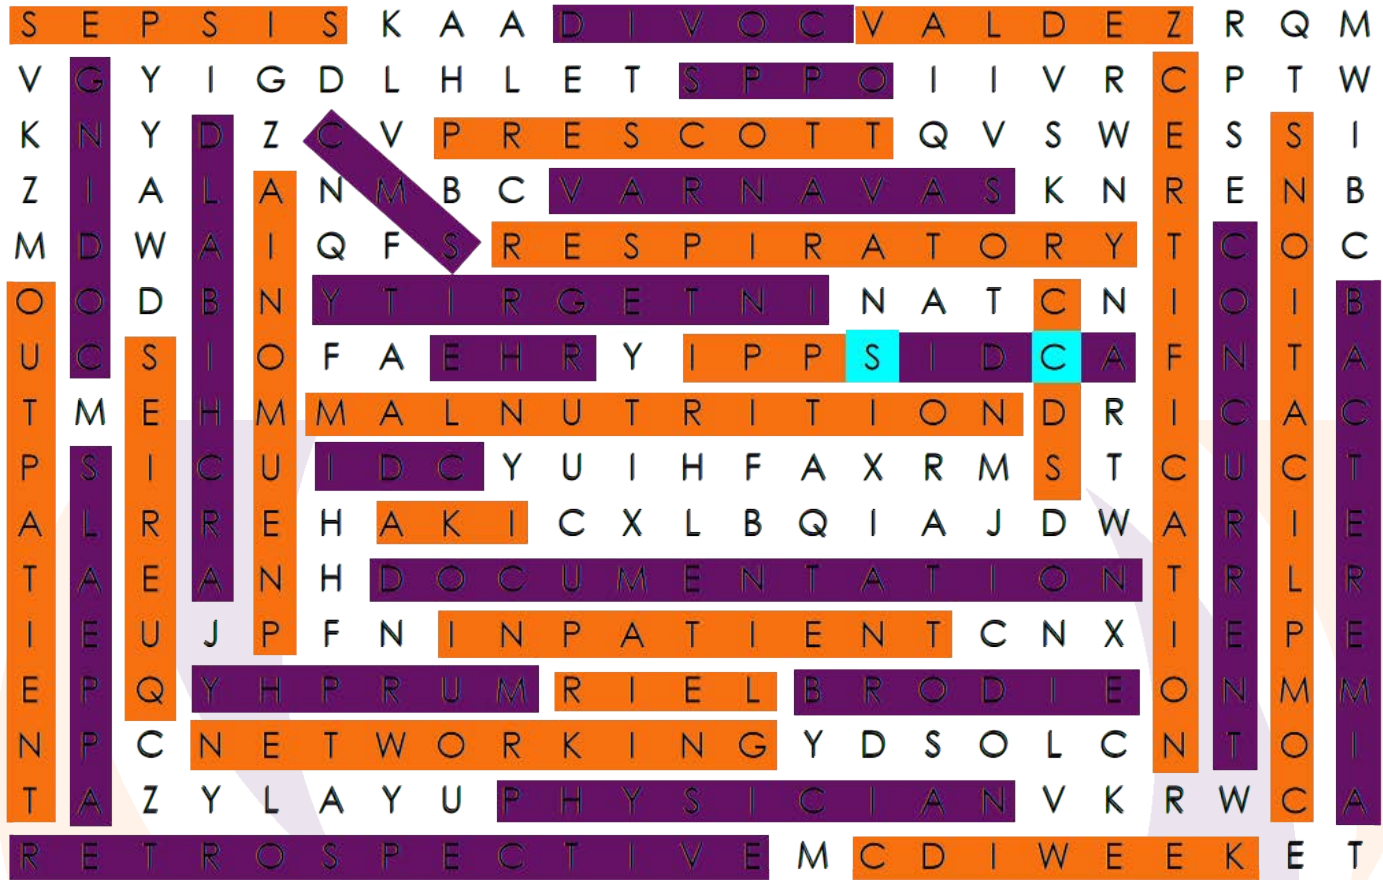 S E P S I S K A A D I V O C V A L D E Z R Q M
V G Y I G D L H L E T S P P O I I V R C P T W
K N Y D Z C V P R E S C O T T Q V S W E S S I
Z I A L A N M B C V A R N A V A S K N R E N B
M D W A I Q F S R E S P I R A T O R Y T C O C
O O D B N Y T I R G E T N I N A T C N I O I B
U C S I O F A E H R Y I P P S I D C A F N T A
T M E H M M A L N U T R I T I O N D R I C A C
P S I C U I D C Y U I H F A X R M S T C U C T
A L R R E H A K I C X L B Q I A J D W A R I E
T A E A N H D O C U M E N T A T I O N T R L R
I E U J P F N I N P A T I E N T C N X I E P E
E P Q Y H P R U M R I E L B R O D I E O N M M
N P C N E T W O R K I N G Y D S O L C N T O I
T A Z Y L A Y U P H Y S I C I A N V K R W C A
R E T R O S P E C T I V E M C D I W E E K E T